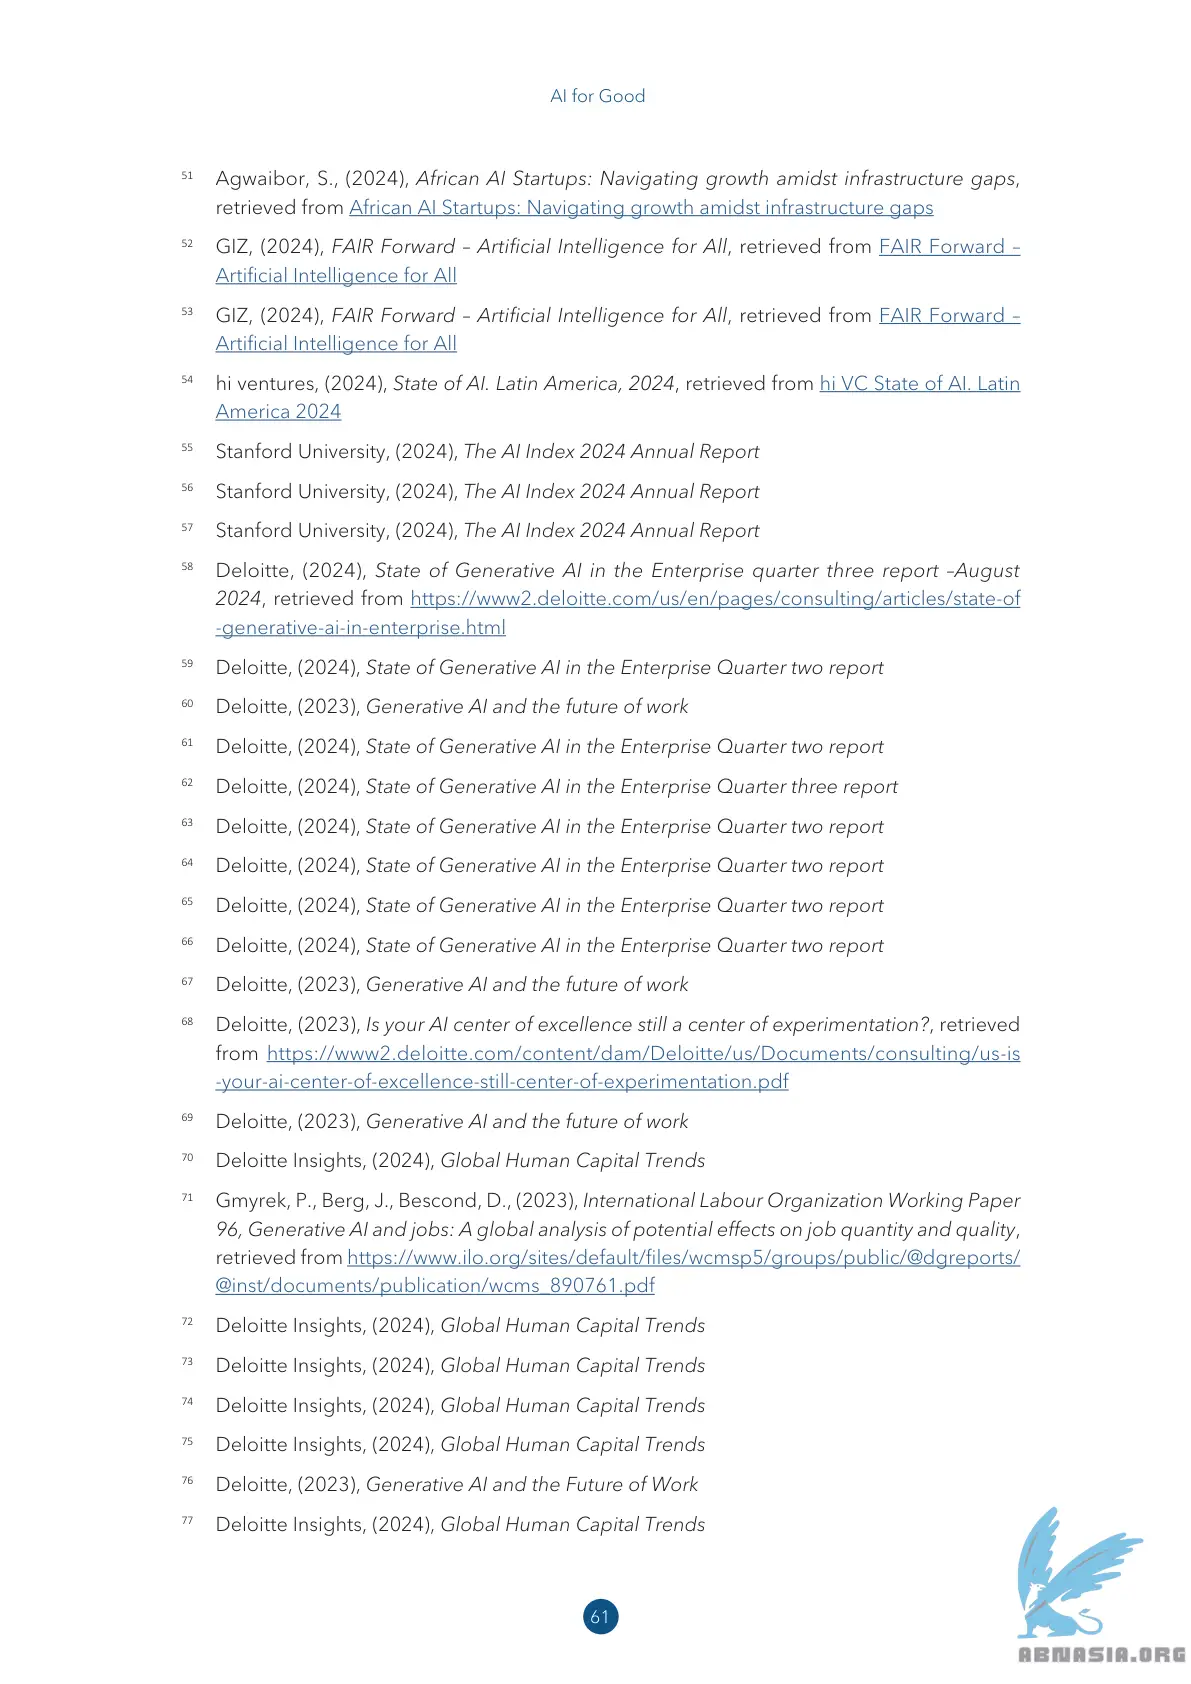 AI for Good
51 Agwaibor, S., (2024), African AI Startups: Navigating growth amidst infrastructure gaps,
retrieved from African AI Startups: Navigating growth amidst infrastructure gaps
52 GIZ, (2024), FAIR Forward – Artificial Intelligence for All, retrieved from FAIR Forward –
Artificial Intelligence for All
53 GIZ, (2024), FAIR Forward – Artificial Intelligence for All, retrieved from FAIR Forward –
Artificial Intelligence for All
54 hi ventures, (2024), State of AI. Latin America, 2024, retrieved from hi VC State of AI. Latin
America 2024
55 Stanford University, (2024), The AI Index 2024 Annual Report
56 Stanford University, (2024), The AI Index 2024 Annual Report
57 Stanford University, (2024), The AI Index 2024 Annual Report
58 Deloitte, (2024), State of Generative AI in the Enterprise quarter three report –August
2024, retrieved from https://www2.deloitte.com/us/en/pages/consulting/articles/state-of
-generative-ai-in-enterprise.html
59 Deloitte, (2024), State of Generative AI in the Enterprise Quarter two report
60 Deloitte, (2023), Generative AI and the future of work
61 Deloitte, (2024), State of Generative AI in the Enterprise Quarter two report
62 Deloitte, (2024), State of Generative AI in the Enterprise Quarter three report
63 Deloitte, (2024), State of Generative AI in the Enterprise Quarter two report
64 Deloitte, (2024), State of Generative AI in the Enterprise Quarter two report
65 Deloitte, (2024), State of Generative AI in the Enterprise Quarter two report
66 Deloitte, (2024), State of Generative AI in the Enterprise Quarter two report
67 Deloitte, (2023), Generative AI and the future of work
68 Deloitte, (2023), Is your AI center of excellence still a center of experimentation?, retrieved
from https://www2.deloitte.com/content/dam/Deloitte/us/Documents/consulting/us-is
-your-ai-center-of-excellence-still-center-of-experimentation.pdf
69 Deloitte, (2023), Generative AI and the future of work
70 Deloitte Insights, (2024), Global Human Capital Trends
71 Gmyrek, P., Berg, J., Bescond, D., (2023), International Labour Organization Working Paper
96, Generative AI and jobs: A global analysis of potential effects on job quantity and quality,
retrieved from https://www.ilo.org/sites/default/files/wcmsp5/groups/public/@dgreports/
@inst/documents/publication/wcms_890761.pdf
72 Deloitte Insights, (2024), Global Human Capital Trends
73 Deloitte Insights, (2024), Global Human Capital Trends
74 Deloitte Insights, (2024), Global Human Capital Trends
75 Deloitte Insights, (2024), Global Human Capital Trends
76 Deloitte, (2023), Generative AI and the Future of Work
77 Deloitte Insights, (2024), Global Human Capital Trends
61
ABNASIA.ORG